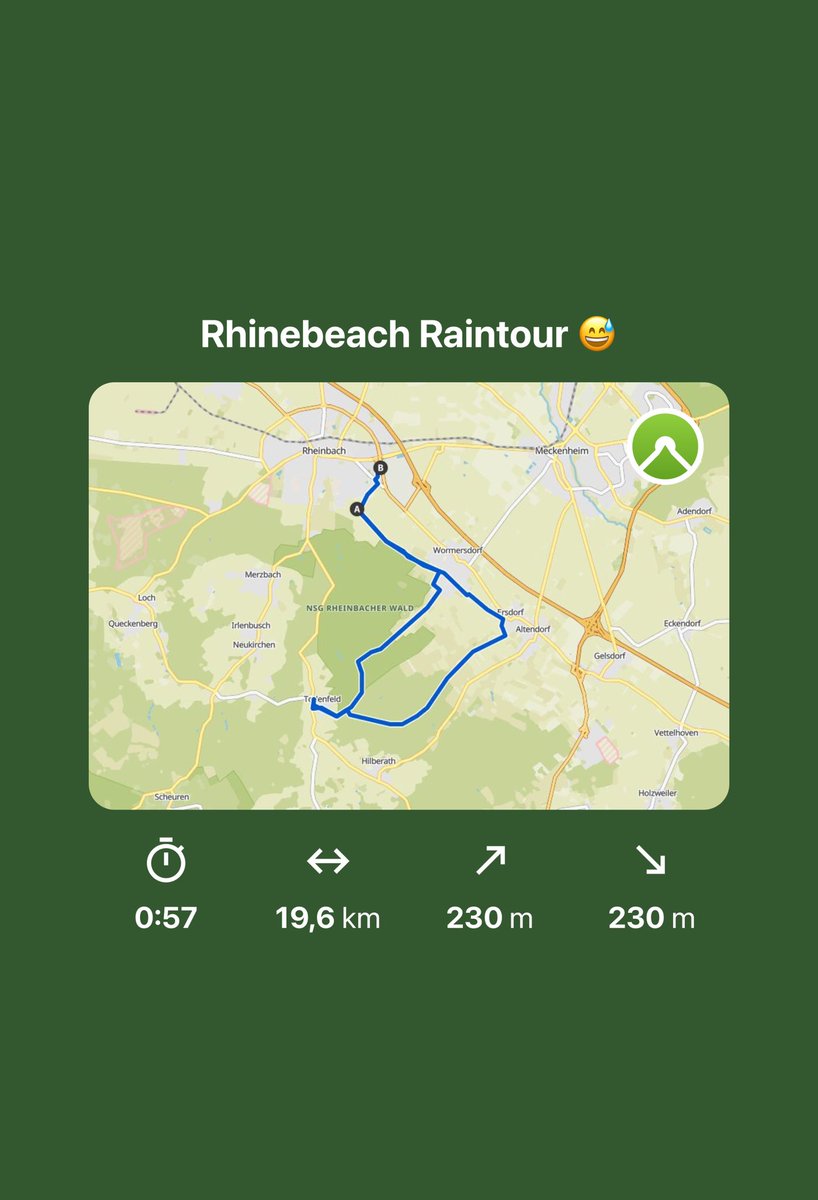 Rhinebeach Raintour 😅
Rheinbach
Meckenheim
B
A
Adendorf
Wormersdorf
Merzbach
Loch
NSG RHEINBACHER WALD
Ersdorf
Queckenberg
Irlenbusch
Altendorf
Eckendorf
Neukirchen
Gelsdorf
Vettelhoven
Hilberath
Scheuren
Holzweiler
0:57
19,6 km
230 m
230 m